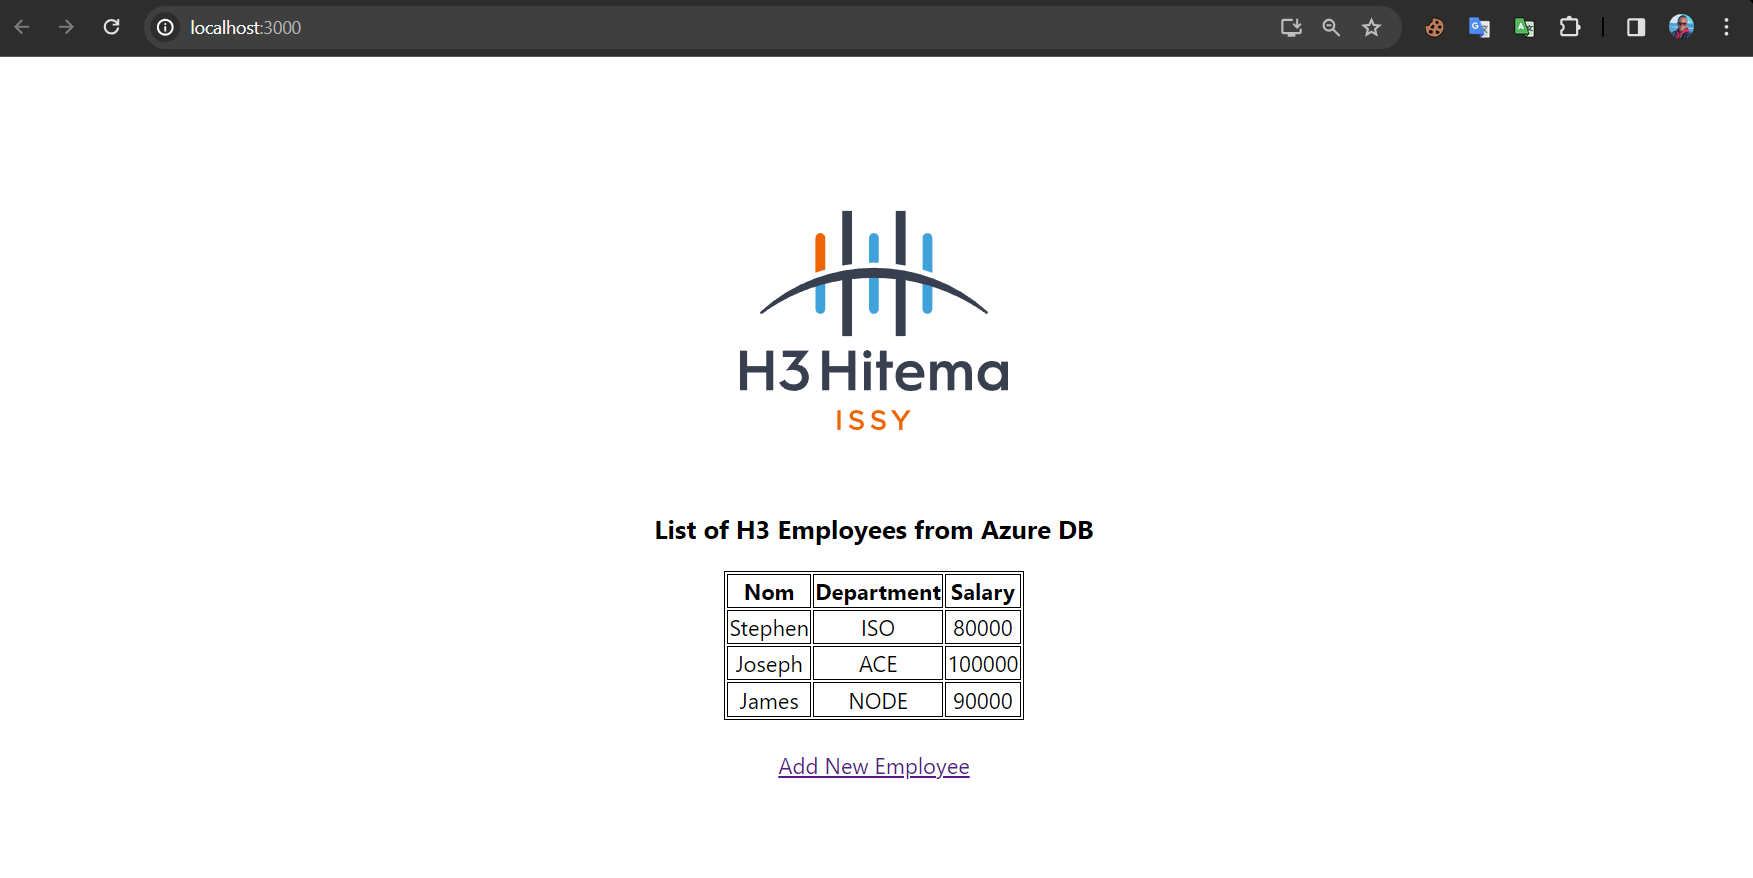 localhost:3000
H3 Hitema
ISSY
List of H3 Employees from Azure DB
Nom Department Salary
Stephen ISO 80000
Joseph ACE 100000
James NODE 90000
Add New Employee